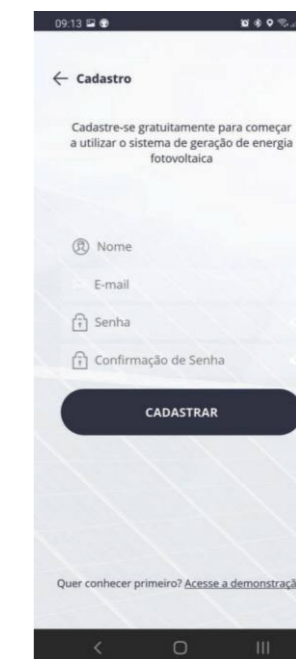 09:13
Cadastro
Cadastre-se gratuitamente para começar
a utilizar o sistema de geração de energia
fotovoltaica
Nome
E-mail
Senha
Confirmação de Senha
CADASTRAR
Quer conhecer primeiro? Acesse a demonstraçã